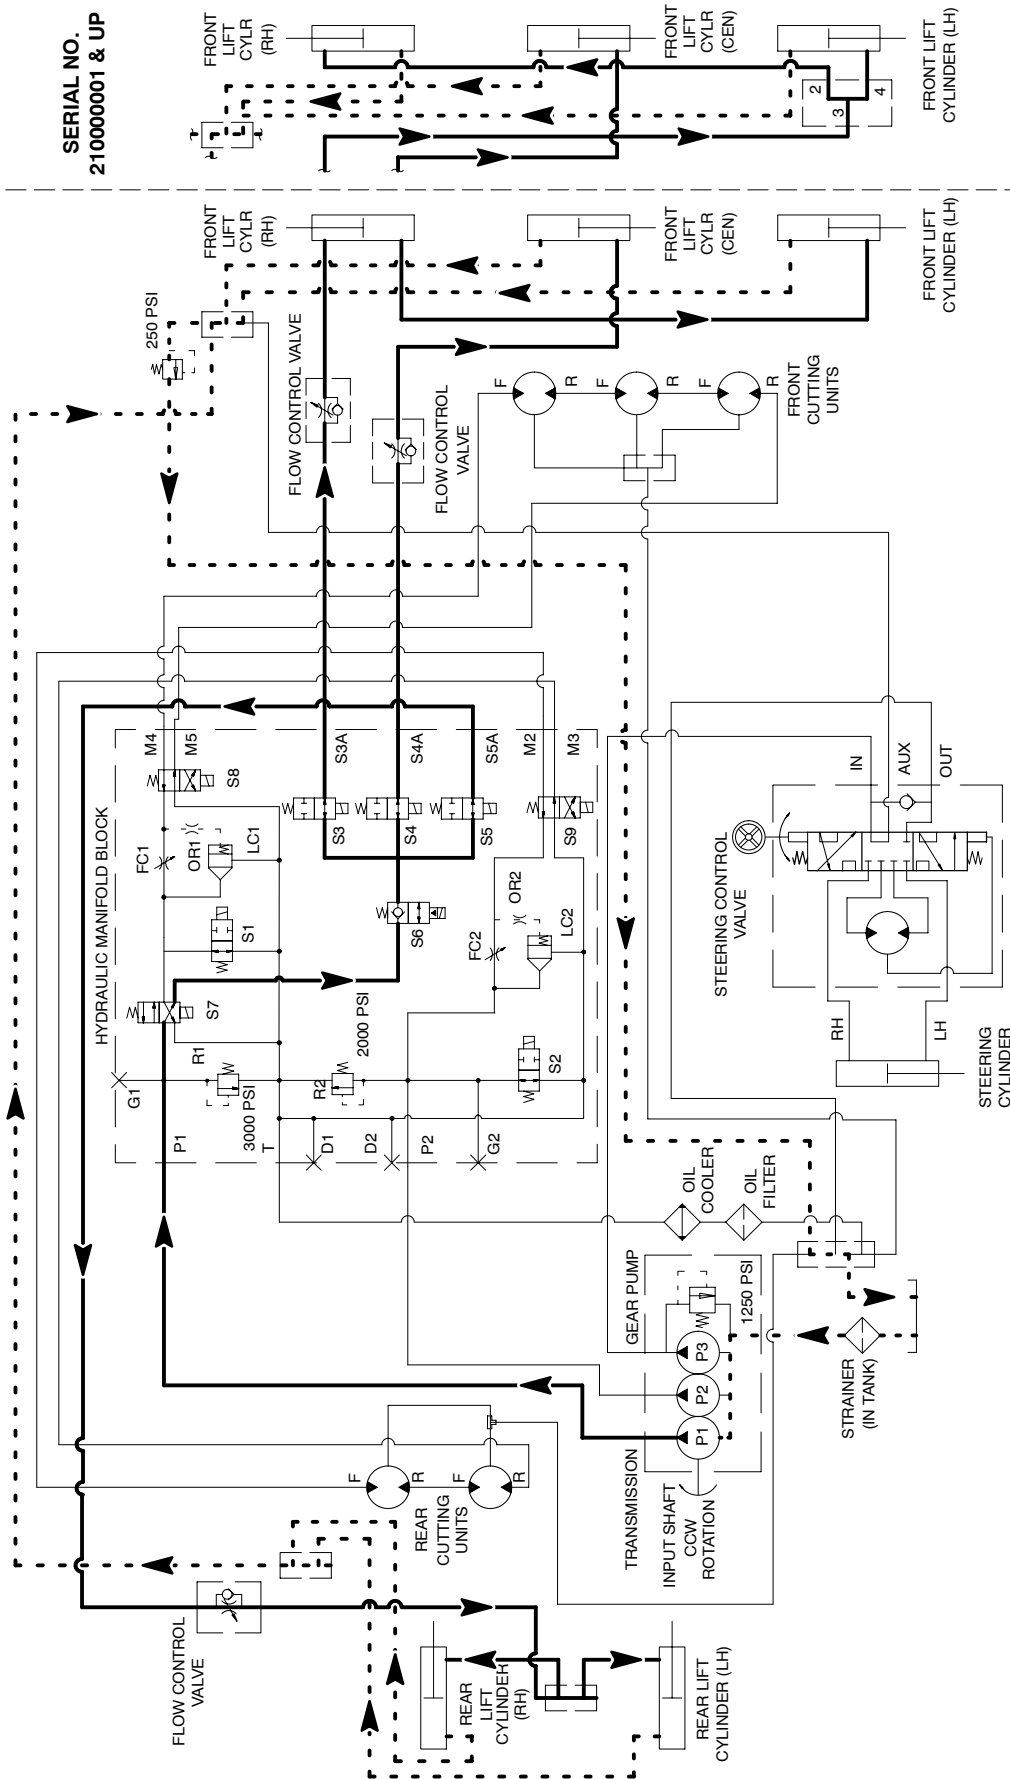 SERIAL NO.
210000001 & UP
FRONT
LIFT
CYLR
(RH)
FRONT
LIFT
CYLR
(CEN)
FRONT LIFT
CYLINDER (LH)
2
3
4
FRONT
LIFT
CYLR
(RH)
FRONT
LIFT
CYLR
(CEN)
FRONT LIFT
CYLINDER (LH)
250 PSI
FLOW CONTROL VALVE
FLOW CONTROL
VALVE
F
R
F
R
F
R
FRONT
CUTTING
UNITS
HYDRAULIC MANIFOLD BLOCK
M4
M5
S3A
S4A
S5A
M2
M3
S8
S3
S4
S5
S9
FC1
OR1
LC1
S1
S6
FC2
OR2
LC2
S7
R1
R2
2000 PSI
S2
G1
3000 PSI
P1
T
D1
D2
P2
G2
STEERING CONTROL
VALVE
IN
AUX
OUT
RH
LH
STEERING
CYLINDER
OIL
COOLER
OIL
FILTER
GEAR PUMP
1250 PSI
P3
P2
P1
TRANSMISSION
INPUT SHAFT
CCW
ROTATION
STRAINER
(IN TANK)
F
R
F
R
REAR
CUTTING
UNITS
FLOW CONTROL
VALVE
REAR
LIFT
CYLINDER
(RH)
REAR LIFT
CYLINDER (LH)